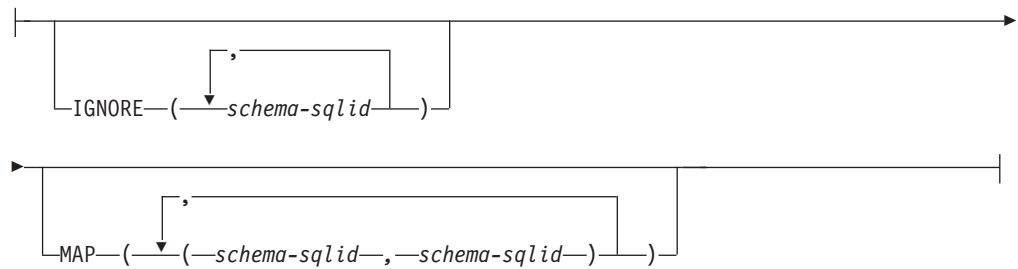 ,
IGNORE ( schema-sqlid )
,
MAP ( ( schema-sqlid , schema-sqlid ) )